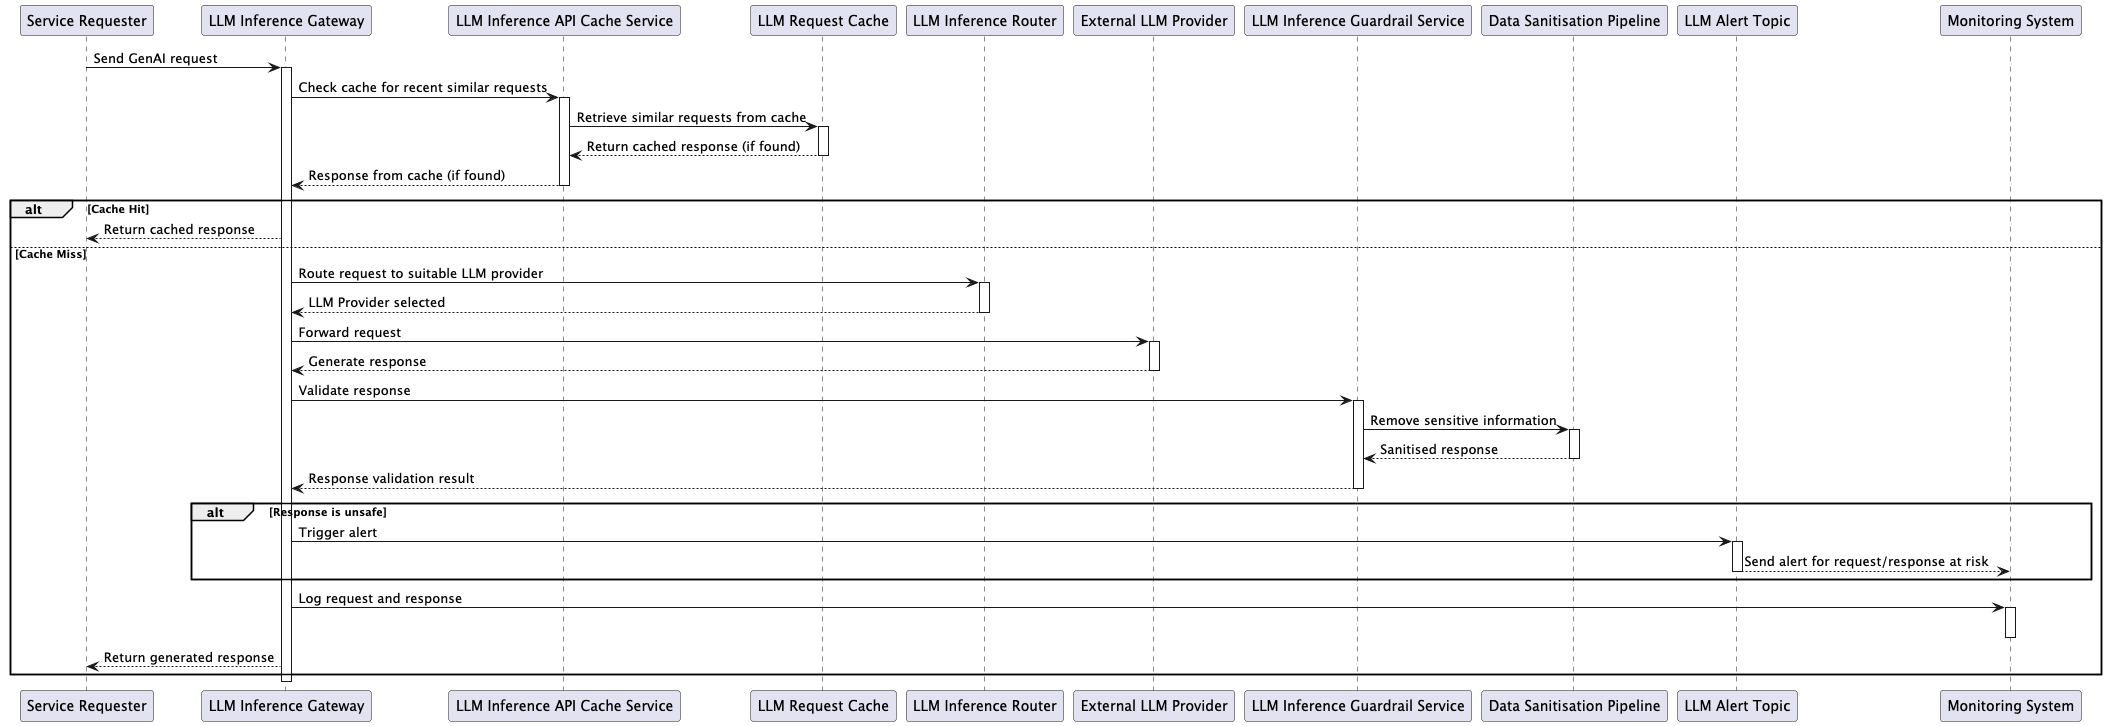 Service Requester
LLM Inference Gateway
LLM Inference API Cache Service
LLM Request Cache
LLM Inference Router
External LLM Provider
LLM Inference Guardrail Service
Data Sanitisation Pipeline
LLM Alert Topic
Monitoring System
Send GenAI request
Check cache for recent similar requests
Retrieve similar requests from cache
Return cached response (if found)
Response from cache (if found)
alt
[Cache Hit]
Return cached response
[Cache Miss]
Route request to suitable LLM provider
LLM Provider selected
Forward request
Generate response
Validate response
Remove sensitive information
Sanitised response
Response validation result
alt
[Response is unsafe]
Trigger alert
Send alert for request/response at risk
Log request and response
Return generated response
Service Requester
LLM Inference Gateway
LLM Inference API Cache Service
LLM Request Cache
LLM Inference Router
External LLM Provider
LLM Inference Guardrail Service
Data Sanitisation Pipeline
LLM Alert Topic
Monitoring System